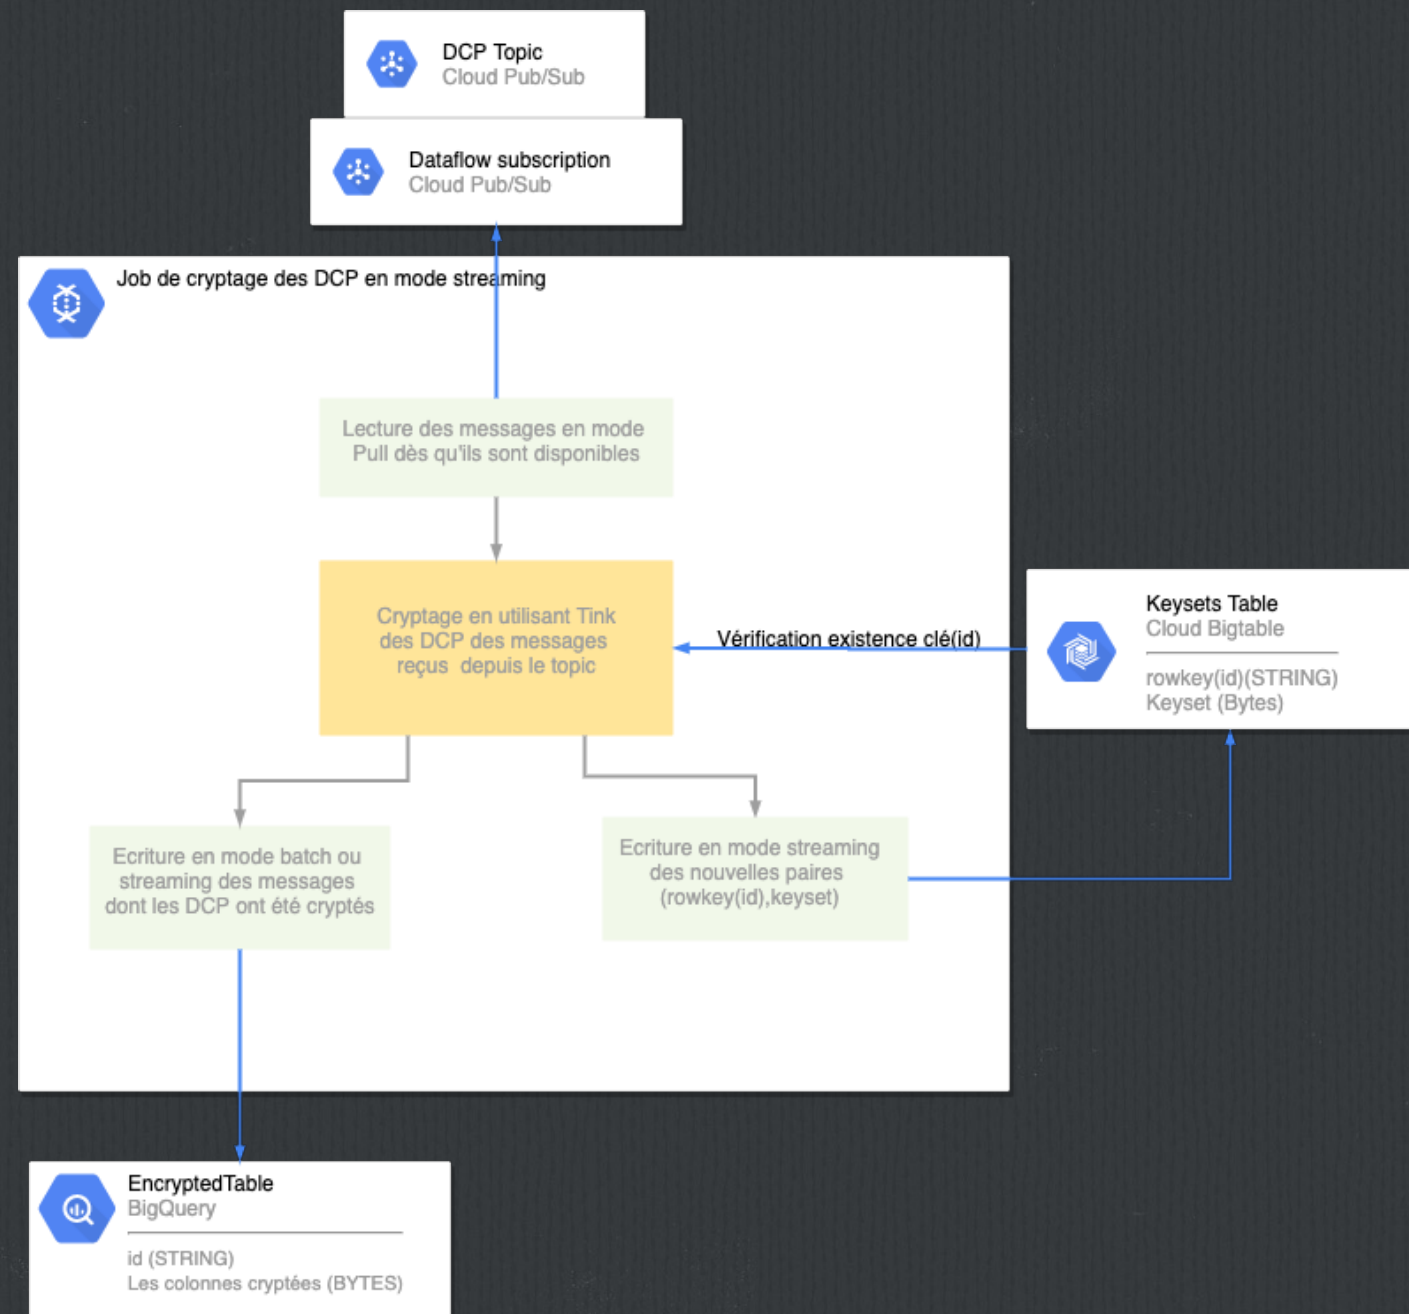 DCP Topic
Cloud Pub/Sub
Dataflow subscription
Cloud Pub/Sub
Job de cryptage des DCP en mode streaming
Lecture des messages en mode
Pull dès qu'ils sont disponibles
Cryptage en utilisant Tink
des DCP des messages
reçus depuis le topic
Vérification existence clé(id)
Keysets Table
Cloud Bigtable
rowkey(id)(STRING)
Keyset (Bytes)
Ecriture en mode batch ou
streaming des messages
dont les DCP ont été cryptés
Ecriture en mode streaming
des nouvelles paires
(rowkey(id),keyset)
EncryptedTable
BigQuery
id (STRING)
Les colonnes cryptées (BYTES)